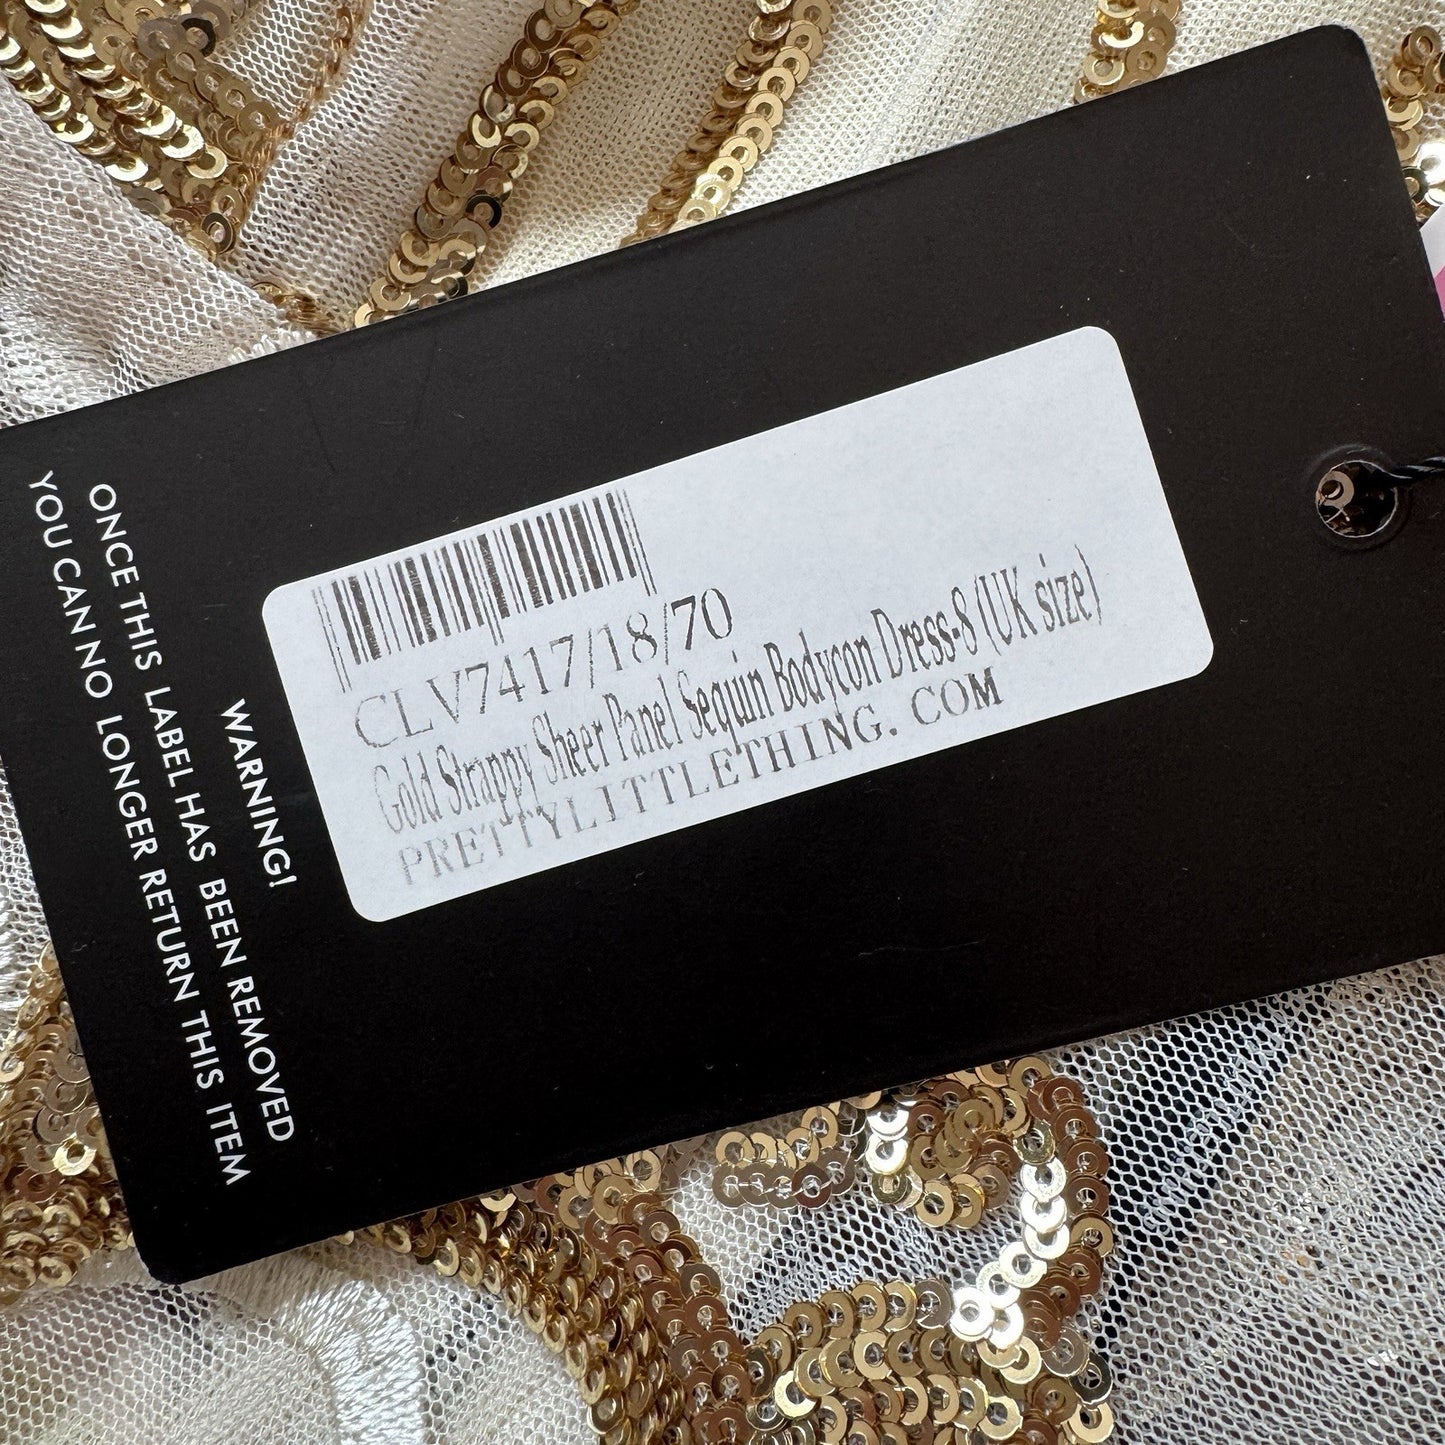 CLV7417/18/70
Gold Strappy Sheer Panel Sequin Bodycon Dress-8 (UK size)
PRETTYLITTLETHING. COM
WARNING!
ONCE THIS LABEL HAS BEEN REMOVED
YOU CAN NO LONGER RETURN THIS ITEM